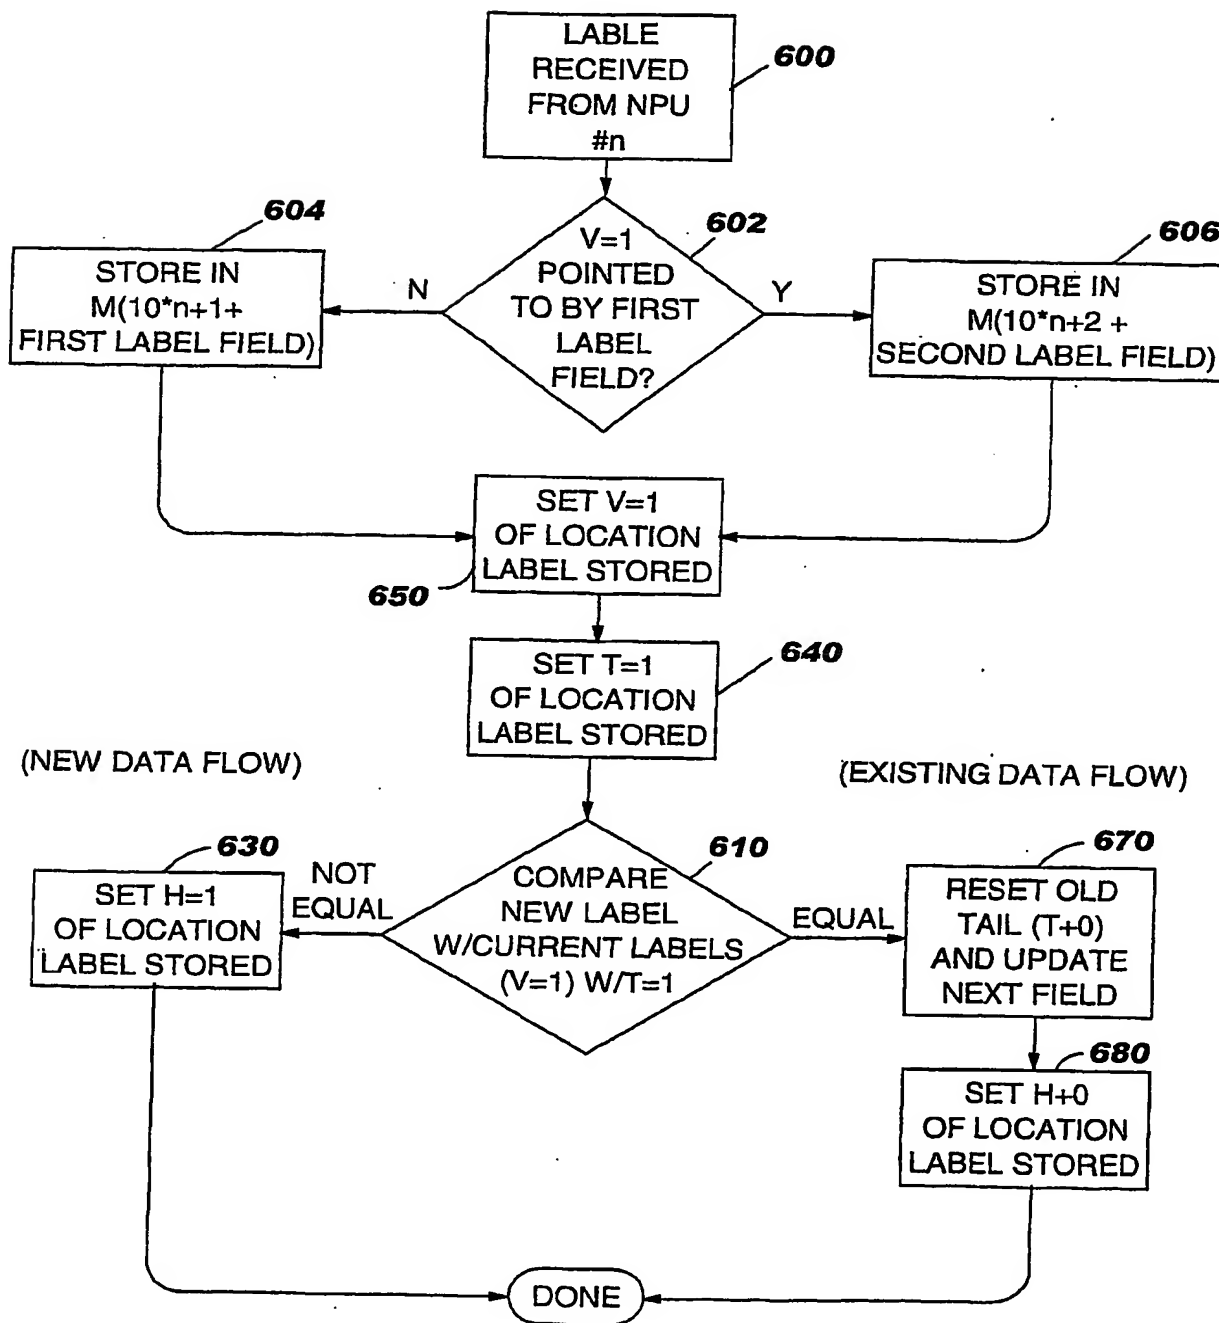 LABLE
RECEIVED
FROM NPU
#n
600
604
602
606
STORE IN
M(10*n+1+
FIRST LABEL FIELD)
N
V=1
POINTED
TO BY FIRST
LABEL
FIELD?
Y
STORE IN
M(10*n+2 +
SECOND LABEL FIELD)
SET V=1
OF LOCATION
LABEL STORED
650
SET T=1
OF LOCATION
LABEL STORED
640
(NEW DATA FLOW)
(EXISTING DATA FLOW)
630
SET H=1
OF LOCATION
LABEL STORED
NOT
EQUAL
610
COMPARE
NEW LABEL
W/CURRENT LABELS
(V=1) W/T=1
EQUAL
670
RESET OLD
TAIL (T+0)
AND UPDATE
NEXT FIELD
680
SET H+0
OF LOCATION
LABEL STORED
DONE